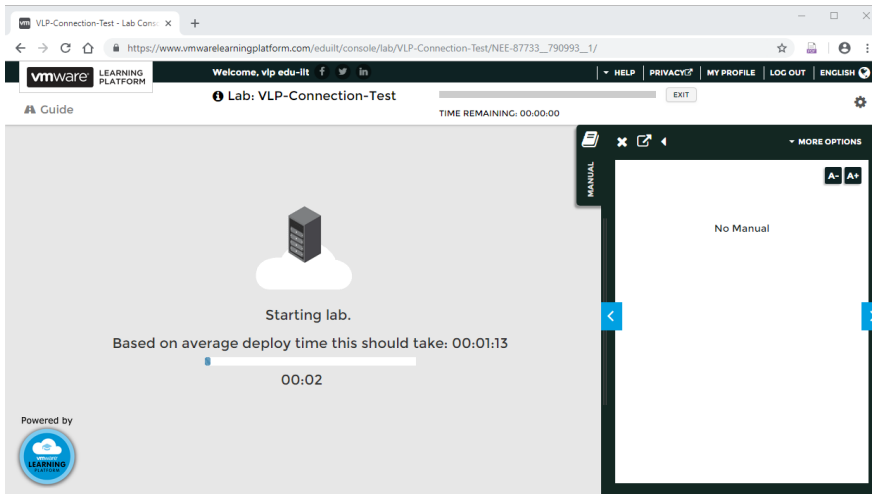 VLP-Connection-Test - Lab Cons
https://www.vmwarelearningplatform.com/eduilt/console/lab/VLP-Connection-Test/NEE-87733__790993__1/
vmware LEARNING PLATFORM
Welcome, vlp edu-ilt
HELP PRIVACY MY PROFILE LOG OUT ENGLISH
Guide
Lab: VLP-Connection-Test
EXIT
TIME REMAINING: 00:00:00
MANUAL
MORE OPTIONS
A- A+
No Manual
Starting lab.
Based on average deploy time this should take: 00:01:13
00:02
Powered by
vmware
LEARNING
PLATFORM